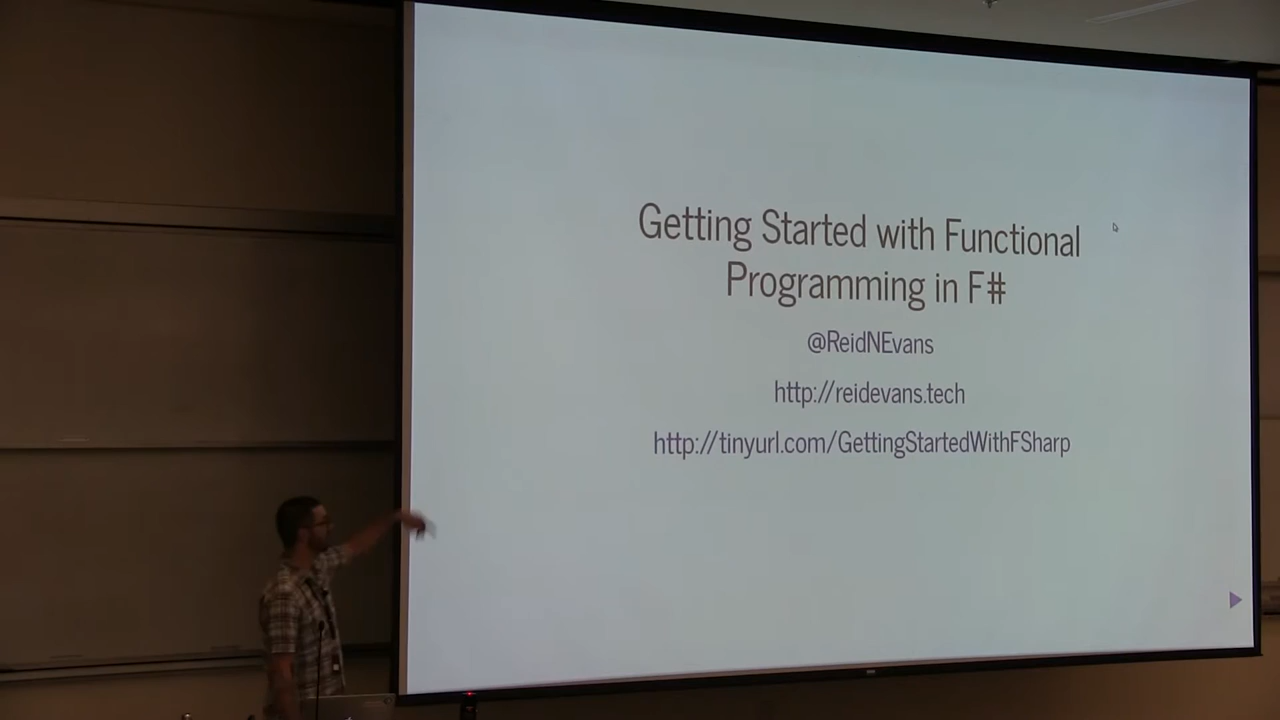 Getting Started with Functional
Programming in F#
@ReidNEvans
http://reidevans.tech
http://tinyurl.com/GettingStartedWithFSharp